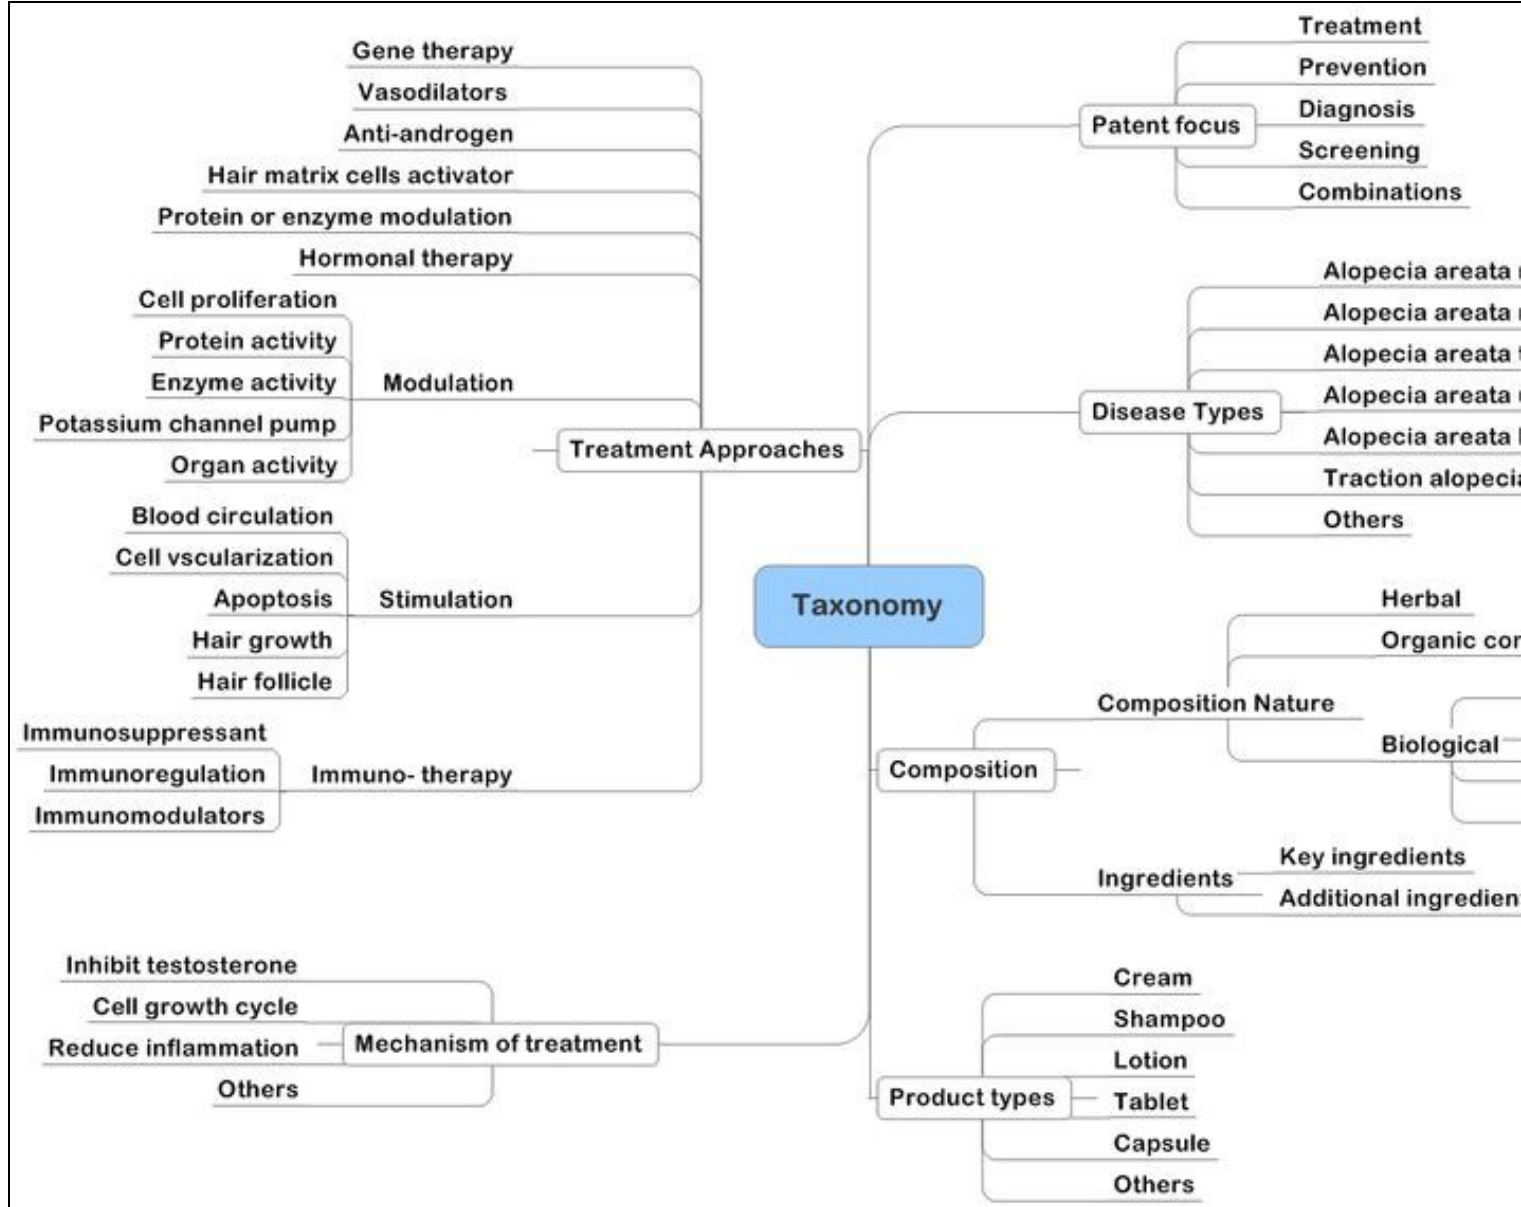 Gene therapy
Vasodilators
Anti-androgen
Hair matrix cells activator
Protein or enzyme modulation
Hormonal therapy
Cell proliferation
Protein activity
Enzyme activity
Modulation
Potassium channel pump
Organ activity
Treatment Approaches
Blood circulation
Cell vscularization
Apoptosis
Stimulation
Hair growth
Hair follicle
Immunosuppressant
Immunoregulation
Immuno- therapy
Immunomodulators
Inhibit testosterone
Cell growth cycle
Reduce inflammation
Mechanism of treatment
Others
Taxonomy
Treatment
Prevention
Patent focus
Diagnosis
Screening
Combinations
Alopecia areata
Alopecia areata
Alopecia areata
Alopecia areata
Disease Types
Alopecia areata
Traction alopecia
Others
Herbal
Organic
Composition Nature
Biological
Composition
Key ingredients
Ingredients
Additional
Cream
Shampoo
Lotion
Product types
Tablet
Capsule
Others